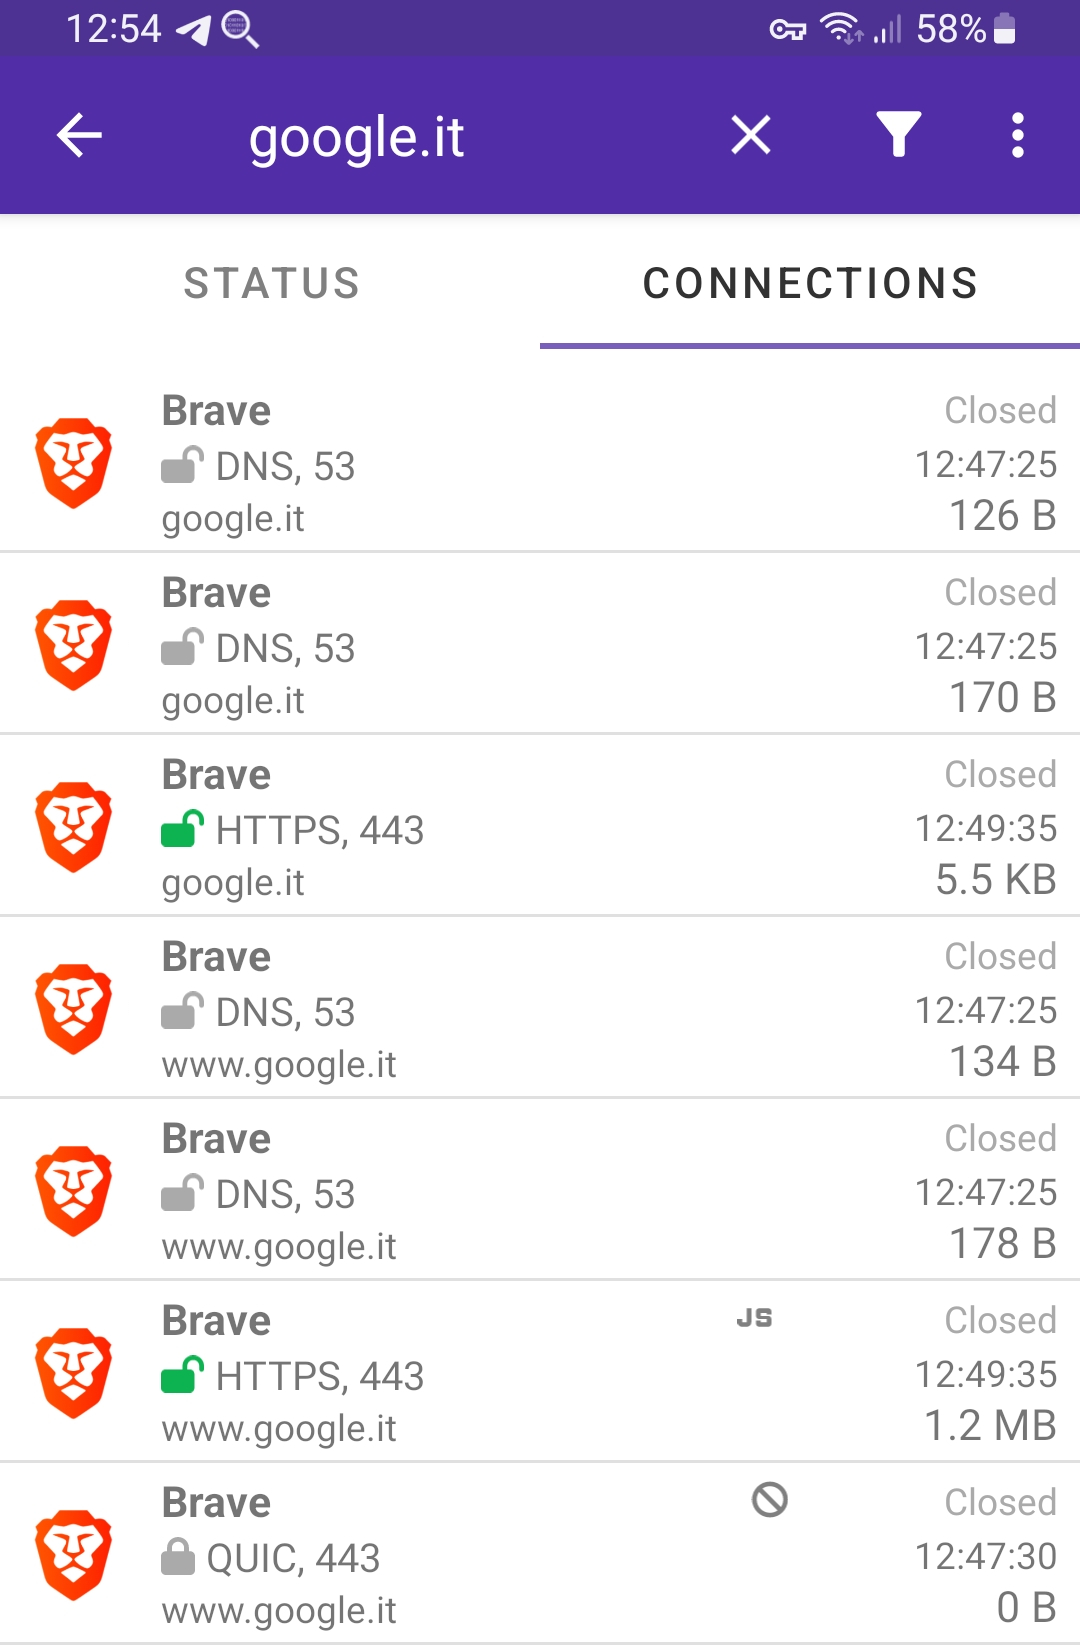 12:54 58%
google.it
STATUS CONNECTIONS
Brave Closed
DNS, 53 12:47:25
google.it 126 B
Brave Closed
DNS, 53 12:47:25
google.it 170 B
Brave Closed
HTTPS, 443 12:49:35
google.it 5.5 KB
Brave Closed
DNS, 53 12:47:25
www.google.it 134 B
Brave Closed
DNS, 53 12:47:25
www.google.it 178 B
Brave JS Closed
HTTPS, 443 12:49:35
www.google.it 1.2 MB
Brave Closed
QUIC, 443 12:47:30
www.google.it 0 B